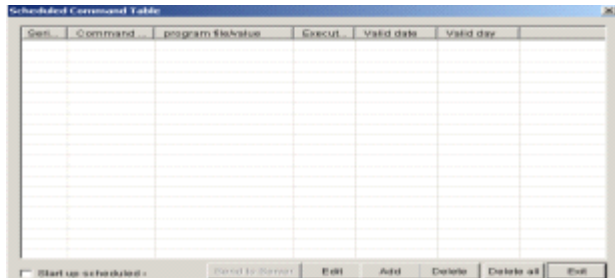 Scheduled Command Table
Seri... Command ... program file/value Execut... Valid date Valid day
Start up scheduled : Send to Server Edit Add Delete Delete all Exit